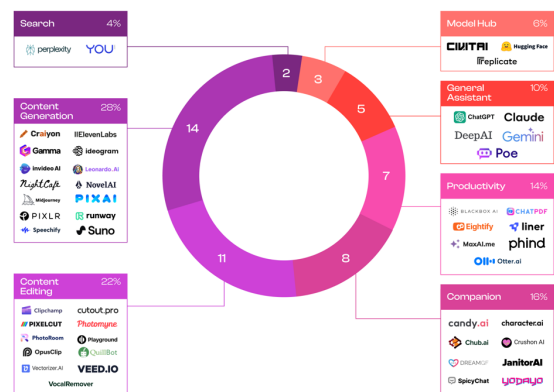 Search 4%
perplexity YOU
Content Generation 28%
Craiyon IIElevenLabs
Gamma ideogram
invideo AI Leonardo.Ai
NightCafe NovelAI
Midjourney PIXAI
PIXLR runway
Speechify Suno
Content Editing 22%
Clipchamp cutout.pro
PIXELCUT Photomyne
PhotoRoom Playground
OpusClip QuillBot
Vectorizer.AI VEED.IO
VocalRemover
2
3
5
7
8
11
14
Model Hub 6%
CIVITAI Hugging Face
Replicate
General Assistant 10%
ChatGPT Claude
DeepAI Gemini
Poe
Productivity 14%
BLACKBOX AI CHATPDF
Eightify liner
MaxAI.me phind
Otter.ai
Companion 16%
candy.ai character.ai
Chub.ai Crushon AI
DREAMGF JanitorAI
SpicyChat yodayo